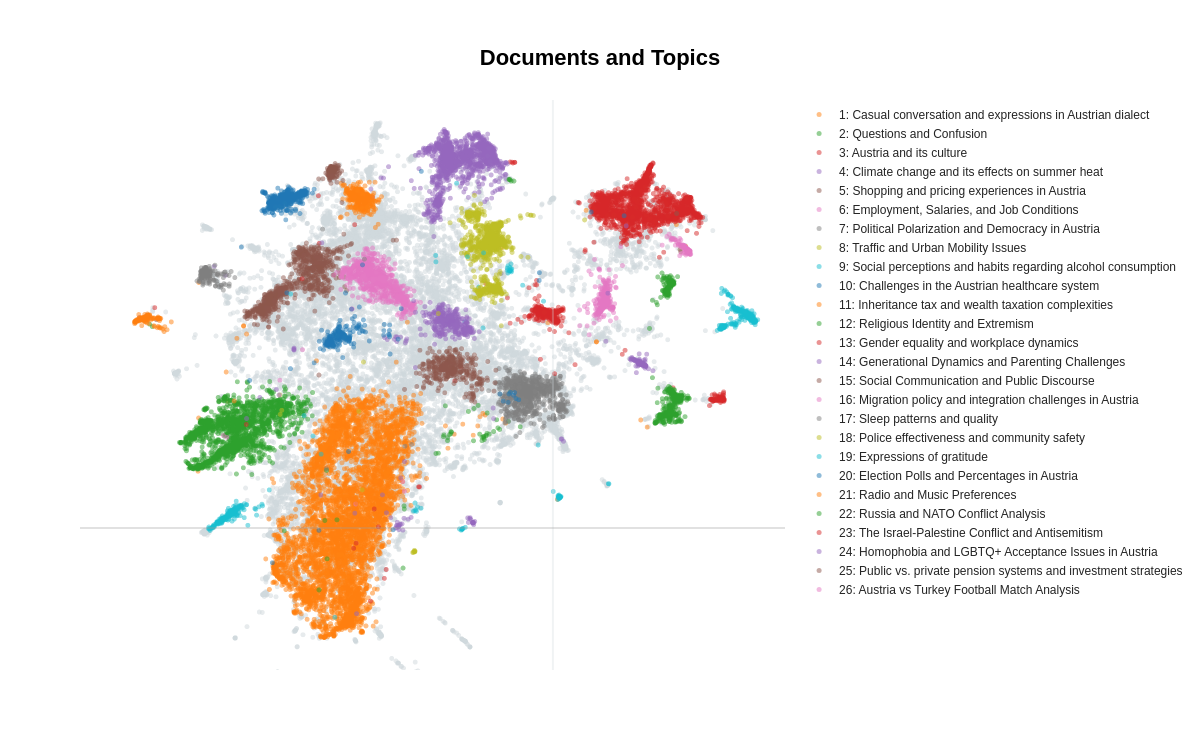 Documents and Topics
1: Casual conversation and expressions in Austrian dialect
2: Questions and Confusion
3: Austria and its culture
4: Climate change and its effects on summer heat
5: Shopping and pricing experiences in Austria
6: Employment, Salaries, and Job Conditions
7: Political Polarization and Democracy in Austria
8: Traffic and Urban Mobility Issues
9: Social perceptions and habits regarding alcohol consumption
10: Challenges in the Austrian healthcare system
11: Inheritance tax and wealth taxation complexities
12: Religious Identity and Extremism
13: Gender equality and workplace dynamics
14: Generational Dynamics and Parenting Challenges
15: Social Communication and Public Discourse
16: Migration policy and integration challenges in Austria
17: Sleep patterns and quality
18: Police effectiveness and community safety
19: Expressions of gratitude
20: Election Polls and Percentages in Austria
21: Radio and Music Preferences
22: Russia and NATO Conflict Analysis
23: The Israel-Palestine Conflict and Antisemitism
24: Homophobia and LGBTQ+ Acceptance Issues in Austria
25: Public vs. private pension systems and investment strategies
26: Austria vs Turkey Football Match Analysis